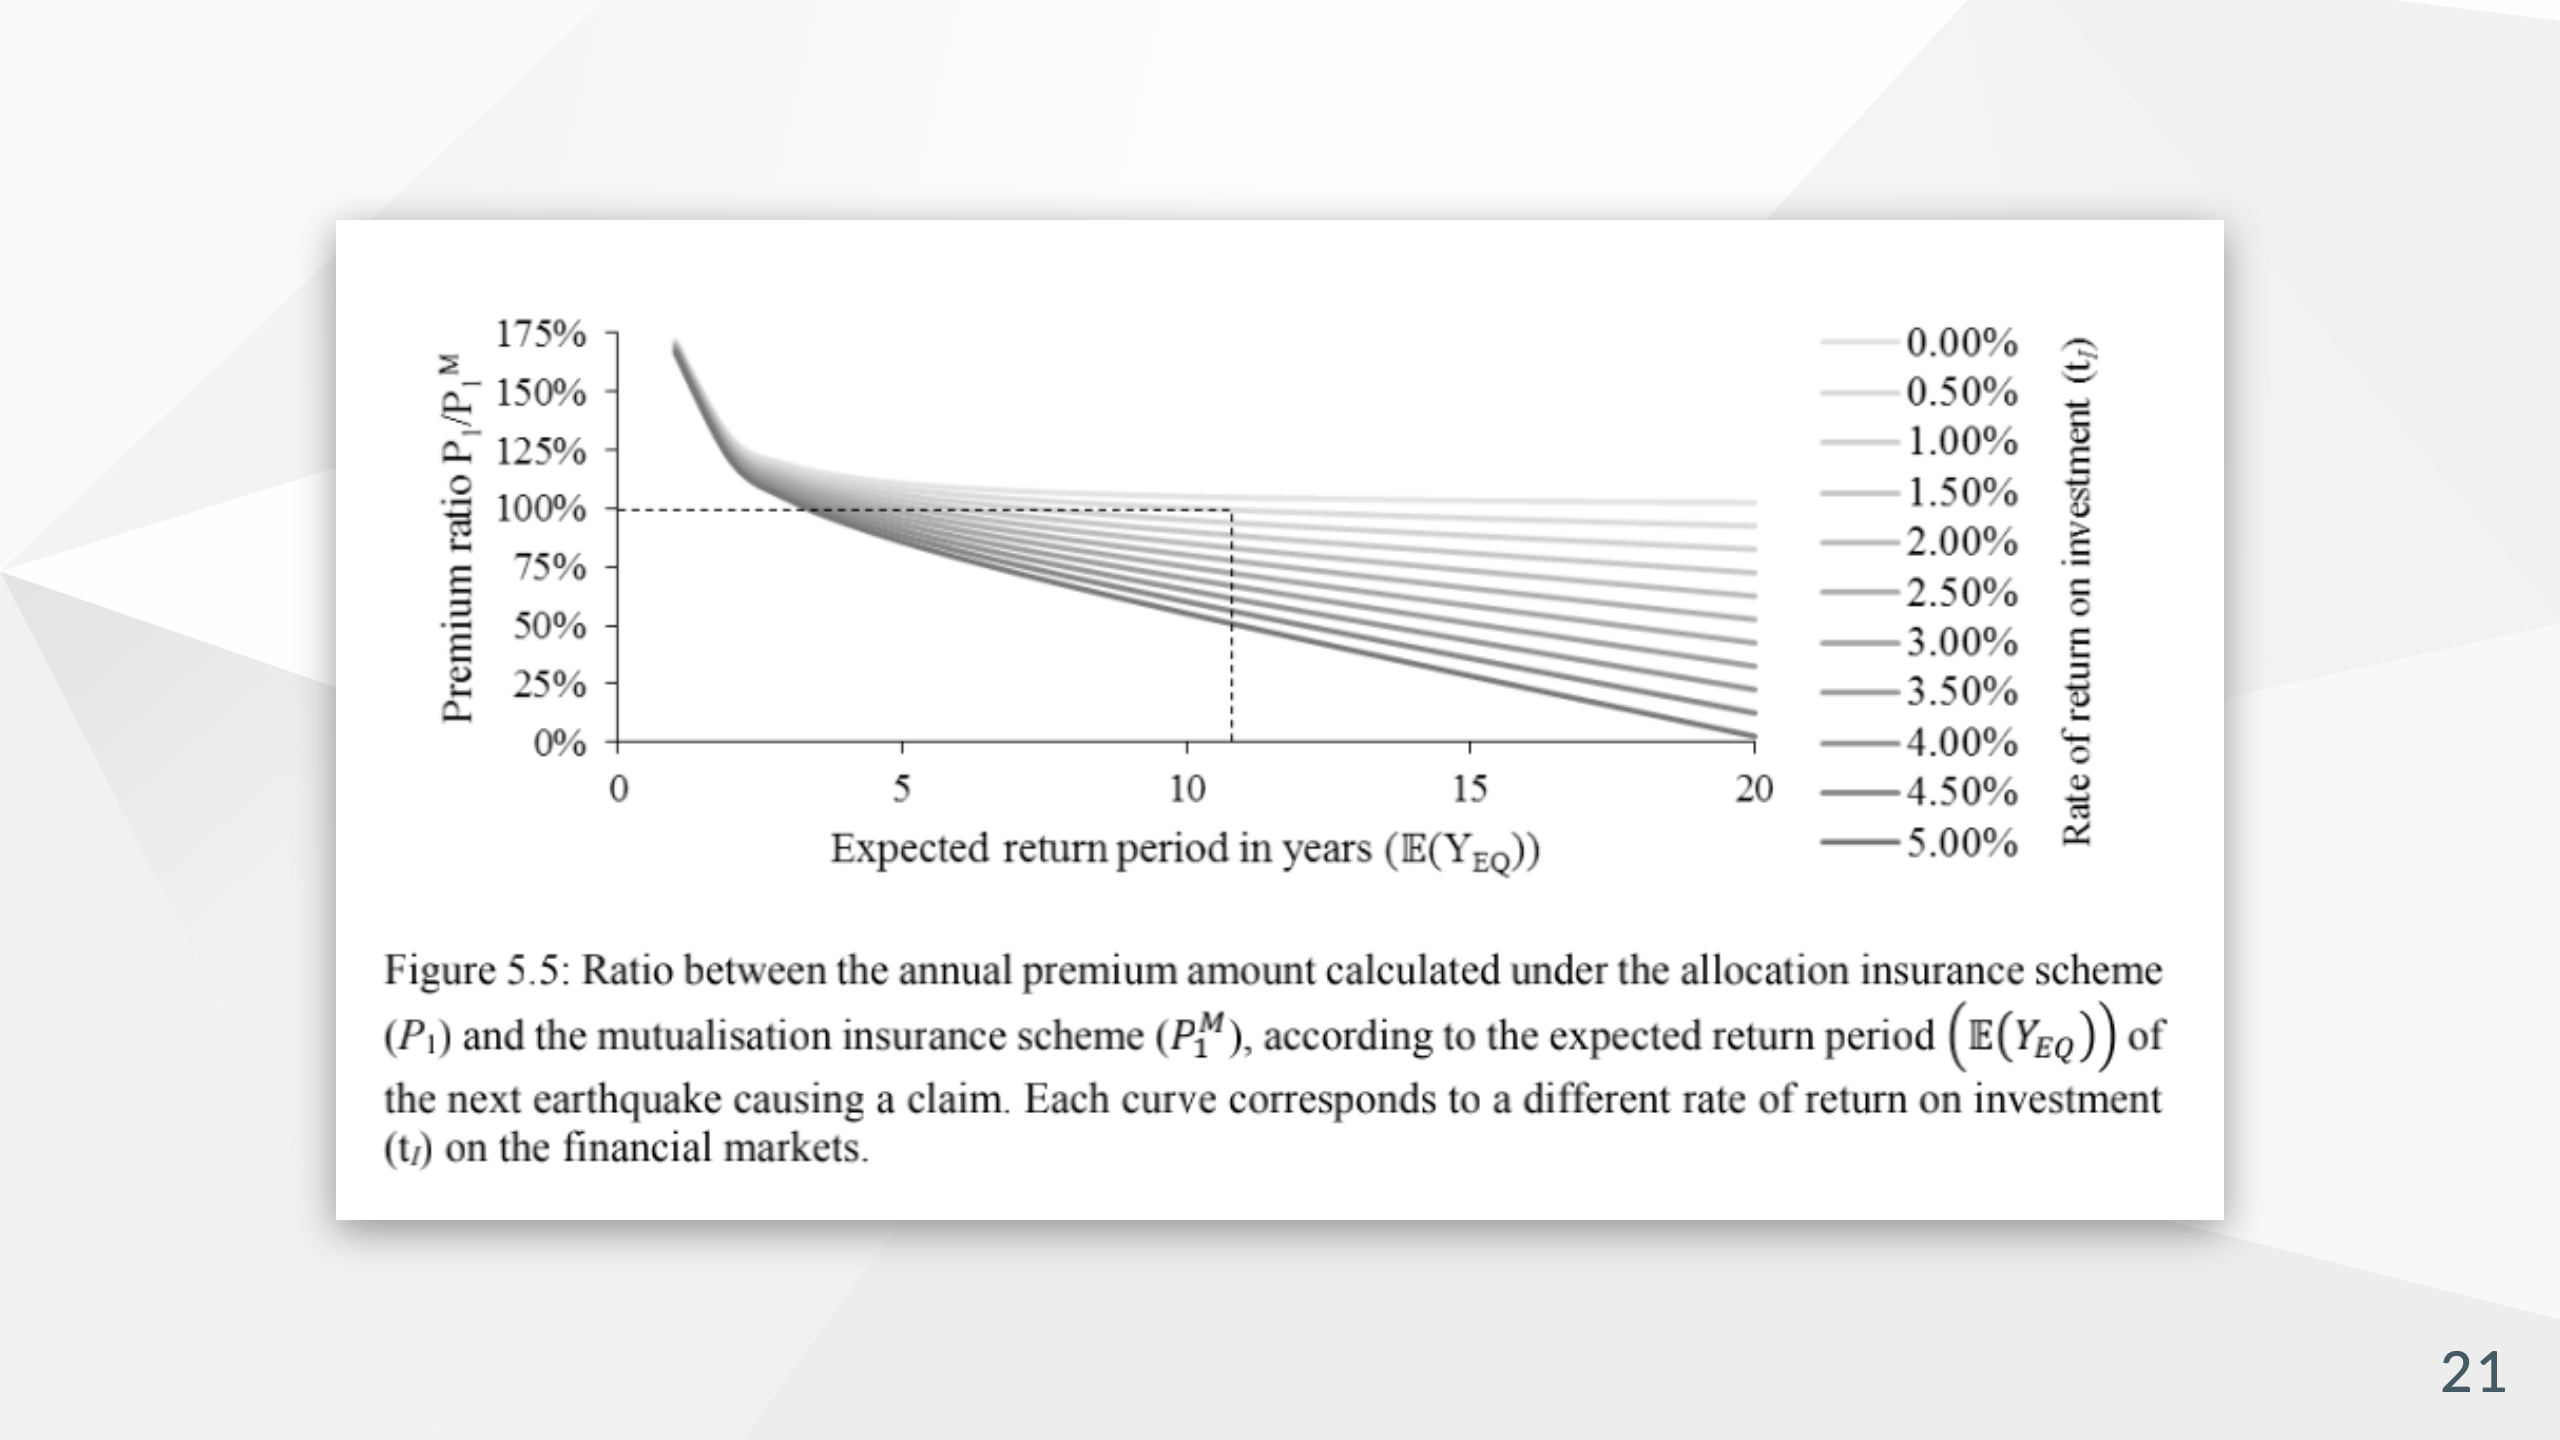 175%
150%
125%
100%
75%
50%
25%
0%
Premium ratio P₁/P₁ᴹ
0 5 10 15 20
Expected return period in years (𝔼(Y_EQ))
0.00%
0.50%
1.00%
1.50%
2.00%
2.50%
3.00%
3.50%
4.00%
4.50%
5.00%
Rate of return on investment (t_I)
Figure 5.5: Ratio between the annual premium amount calculated under the allocation insurance scheme
(P₁) and the mutualisation insurance scheme (P₁ᴹ), according to the expected return period (𝔼(Y_EQ)) of
the next earthquake causing a claim. Each curve corresponds to a different rate of return on investment
(t_I) on the financial markets.
21